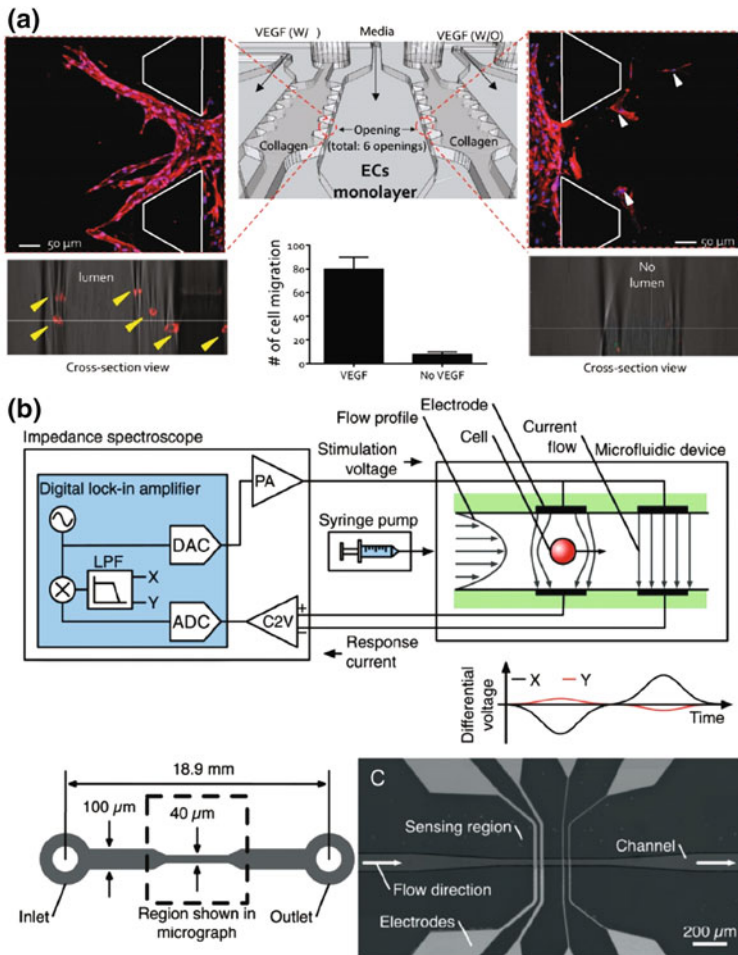 (a)
VEGF (W/ )
Media
VEGF (W/O)
Opening
(total: 6 openings)
Collagen
Collagen
ECs
monolayer
50 µm
50 µm
lumen
Cross-section view
# of cell migration
100
80
60
40
20
0
VEGF
No VEGF
No
lumen
Cross-section view
(b)
Impedance spectroscope
Digital lock-in amplifier
PA
DAC
LPF
X
Y
ADC
C2V
+
−
Stimulation
voltage
Syringe pump
Response
current
Flow profile
Electrode
Cell
Current
flow
Microfluidic device
Differential
voltage
X
Y
Time
18.9 mm
100 µm
40 µm
Inlet
Region shown in
micrograph
Outlet
C
Sensing region
Channel
Flow direction
Electrodes
200 µm